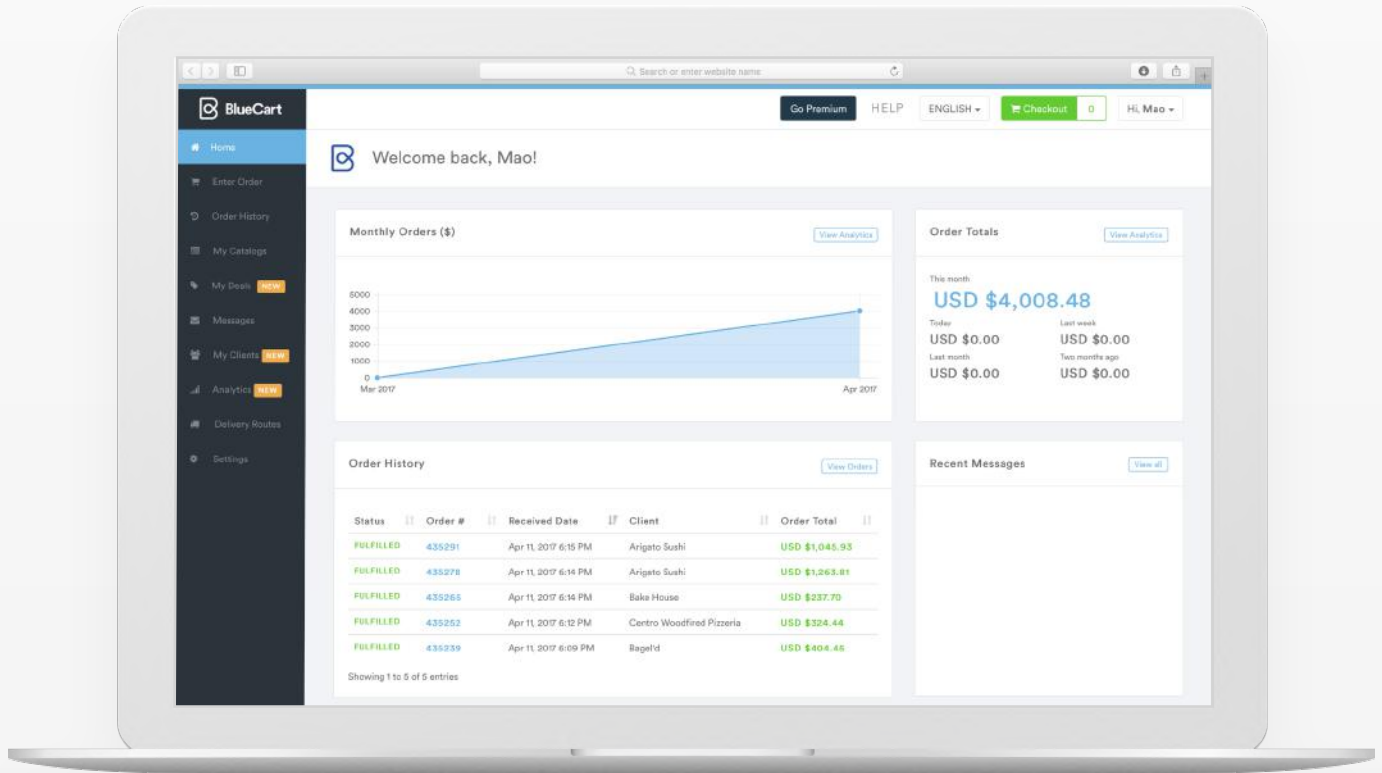 Search or enter website name
BlueCart
Go Premium
HELP
ENGLISH
Checkout 0
Hi, Mao
Home
Enter Order
Order History
My Catalogs
My Deals NEW
Messages
My Clients NEW
Analytics NEW
Delivery Routes
Settings
Welcome back, Mao!
Monthly Orders ($)
View Analytics
5000
4000
3000
2000
1000
0
Mar 2017
Apr 2017
Order Totals
View Analytics
This month
USD $4,008.48
Today Last week
USD $0.00 USD $0.00
Last month Two months ago
USD $0.00 USD $0.00
Order History
View Orders
Status Order # Received Date Client Order Total
FULFILLED 435291 Apr 11, 2017 6:15 PM Arigato Sushi USD $1,045.93
FULFILLED 435278 Apr 11, 2017 6:14 PM Arigato Sushi USD $1,263.81
FULFILLED 435265 Apr 11, 2017 6:14 PM Bake House USD $237.70
FULFILLED 435252 Apr 11, 2017 6:12 PM Centro Woodfired Pizzeria USD $324.44
FULFILLED 435239 Apr 11, 2017 6:09 PM Bagel'd USD $404.45
Showing 1 to 5 of 5 entries
Recent Messages
View all